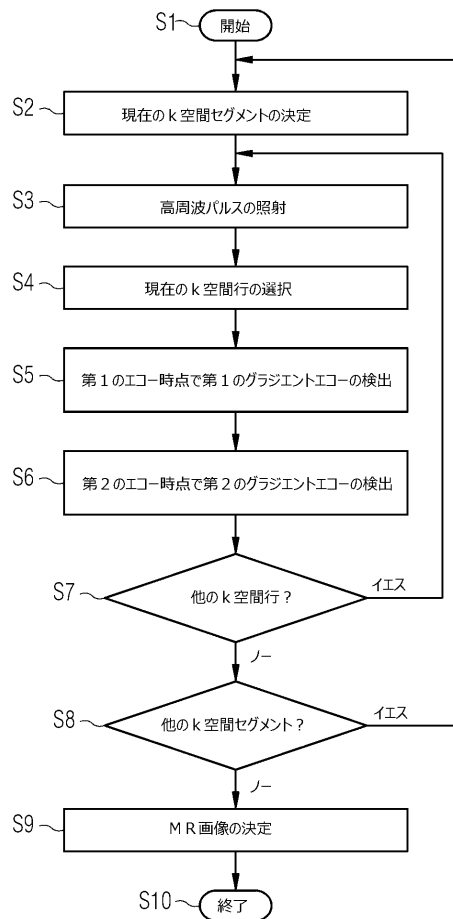 S1
開始
S2
現在のk空間セグメントの決定
S3
高周波パルスの照射
S4
現在のk空間行の選択
S5
第1のエコー時点で第1のグラジエントエコーの検出
S6
第2のエコー時点で第2のグラジエントエコーの検出
S7
他のk空間行?
イエス
ノー
S8
他のk空間セグメント?
イエス
ノー
S9
MR画像の決定
S10
終了